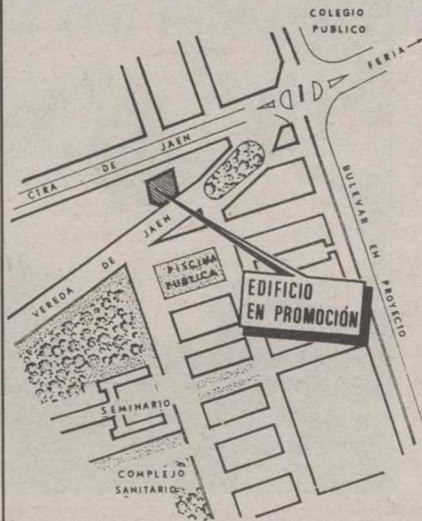 COLEGIO
PUBLICO
FERIA
CTRA DE JAEN
VEREDA DE JAEN
BULEVAR EN PROYECTO
PISCINA
PUBLICA
EDIFICIO
EN PROMOCIÓN
SEMINARIO
COMPLEJO
SANITARIO